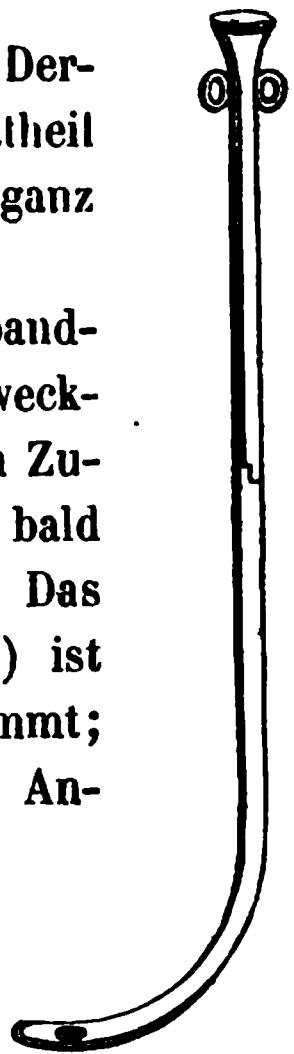 Der-
theil
ganz
band-
weck-
Zu-
bald
Das
) ist
mmt;
An-